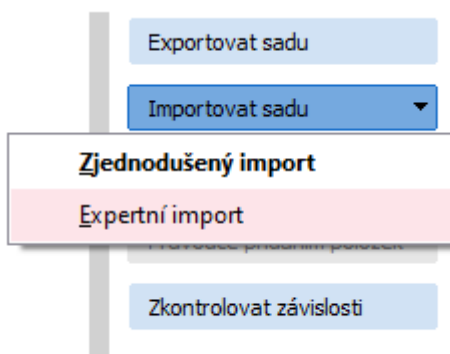 Exportovat sadu
Importovat sadu
Zjednodušený import
Expertní import
Zkontrolovat závislosti